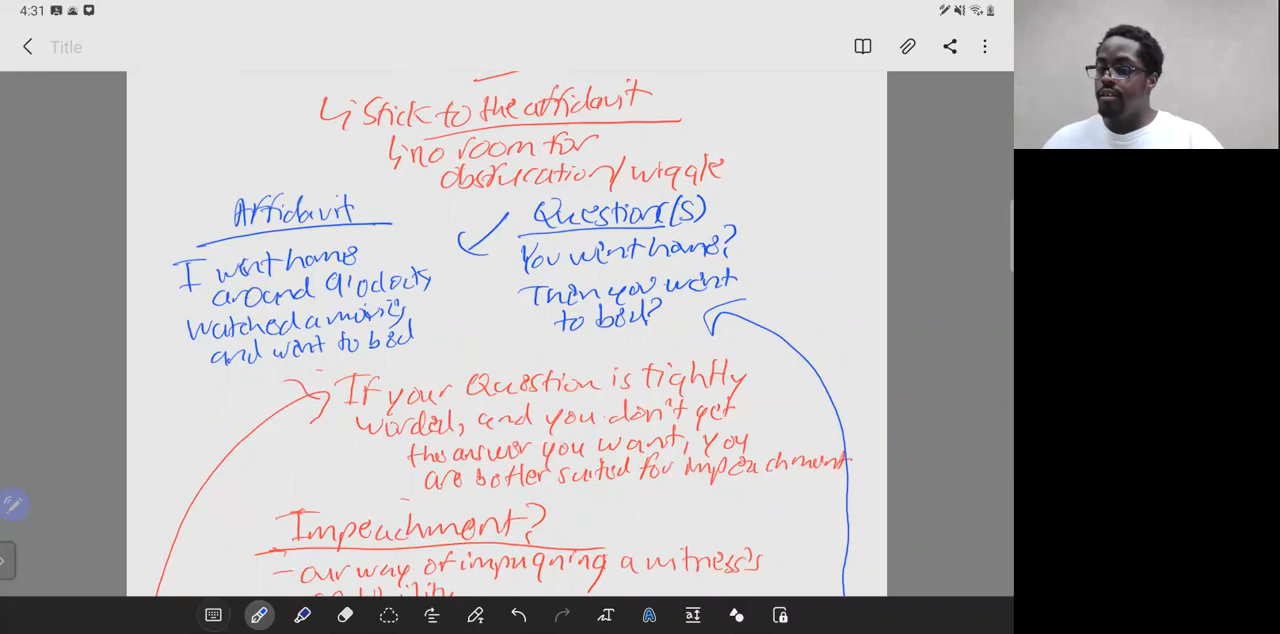 4:31
Title
↳ Stick to the affidavit
↳ no room for
obsfucation/wiggle
Affidavit
I went home
around 9 o'clock,
watched a movie,
and went to bed
Question(s)
You went home?
Then you went
to bed?
If your Question is tightly
worded, and you don't get
the answer you want, you
are better suited for impeachment
Impeachment?
- our way of impugning a witness's